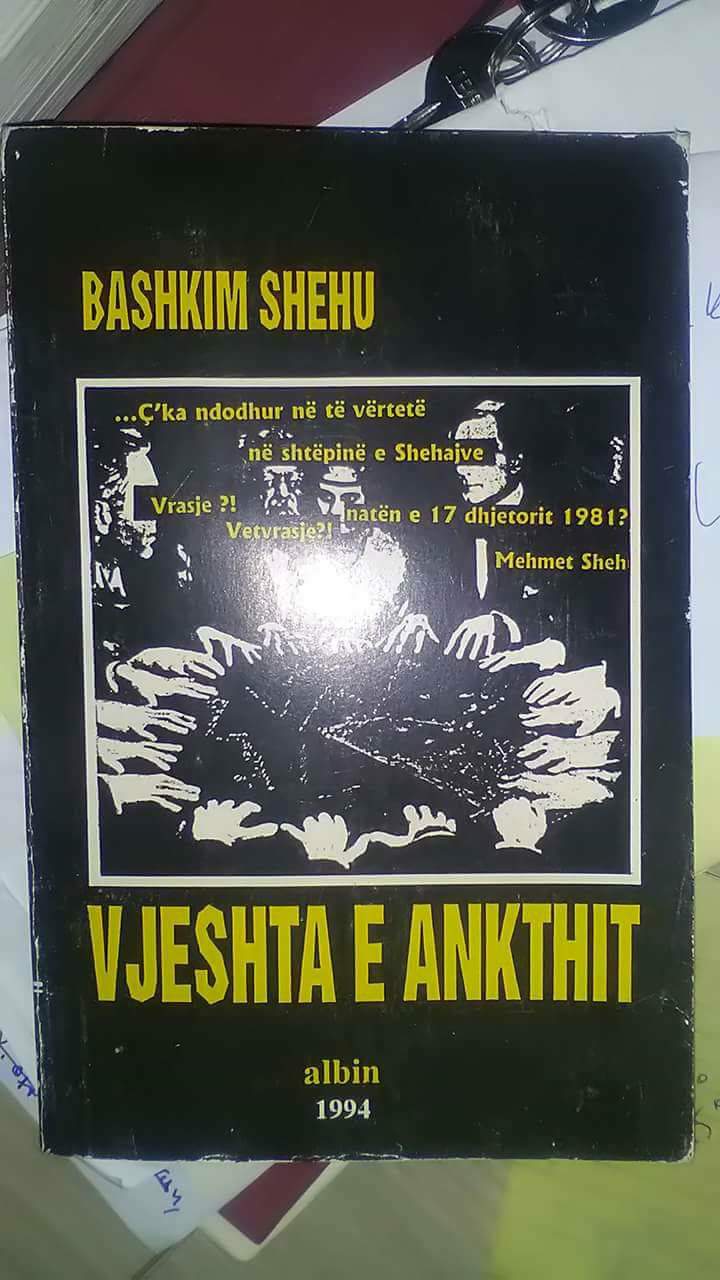 BASHKIM SHEHU
...Ç'ka ndodhur në të vërtetë
në shtëpinë e Shehajve
Vrasje ?!
natën e 17 dhjetorit 1981?
Vetvrasje?!
Mehmet Sheh
VJESHTA E ANKTHIT
albin
1994